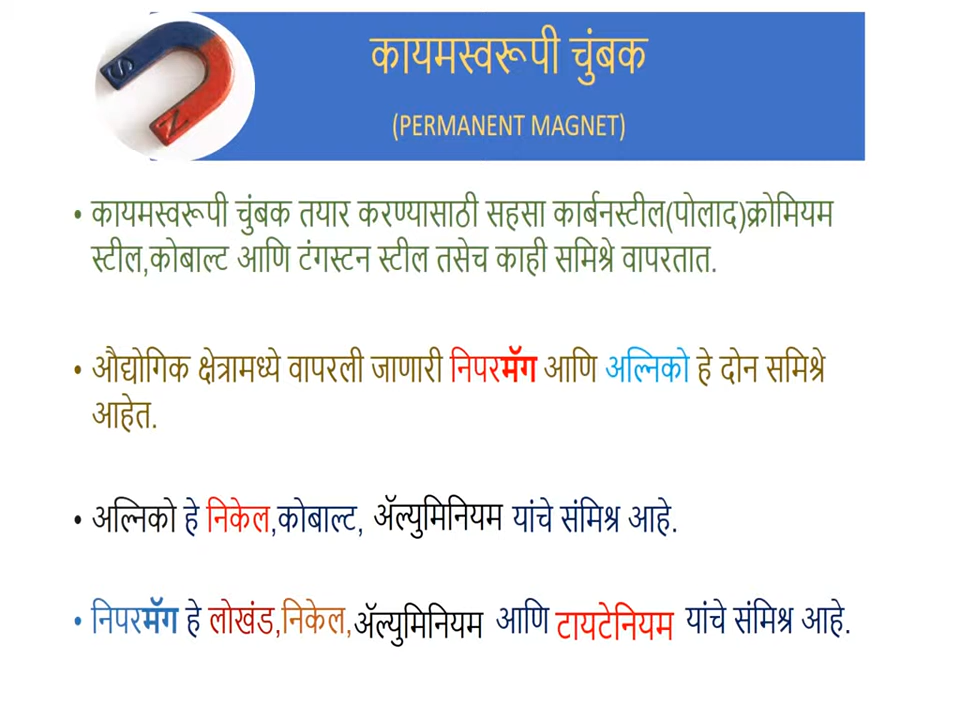 कायमस्वरूपी चुंबक
(PERMANENT MAGNET)
S
N
• कायमस्वरूपी चुंबक तयार करण्यासाठी सहसा कार्बनस्टील(पोलाद)क्रोमियम
स्टील,कोबाल्ट आणि टंगस्टन स्टील तसेच काही समिश्रे वापरतात.
• औद्योगिक क्षेत्रामध्ये वापरली जाणारी निपरमॅग आणि अल्निको हे दोन समिश्रे
आहेत.
• अल्निको हे निकेल,कोबाल्ट, ॲल्युमिनियम यांचे संमिश्र आहे.
• निपरमॅग हे लोखंड,निकेल,ॲल्युमिनियम आणि टायटेनियम यांचे संमिश्र आहे.